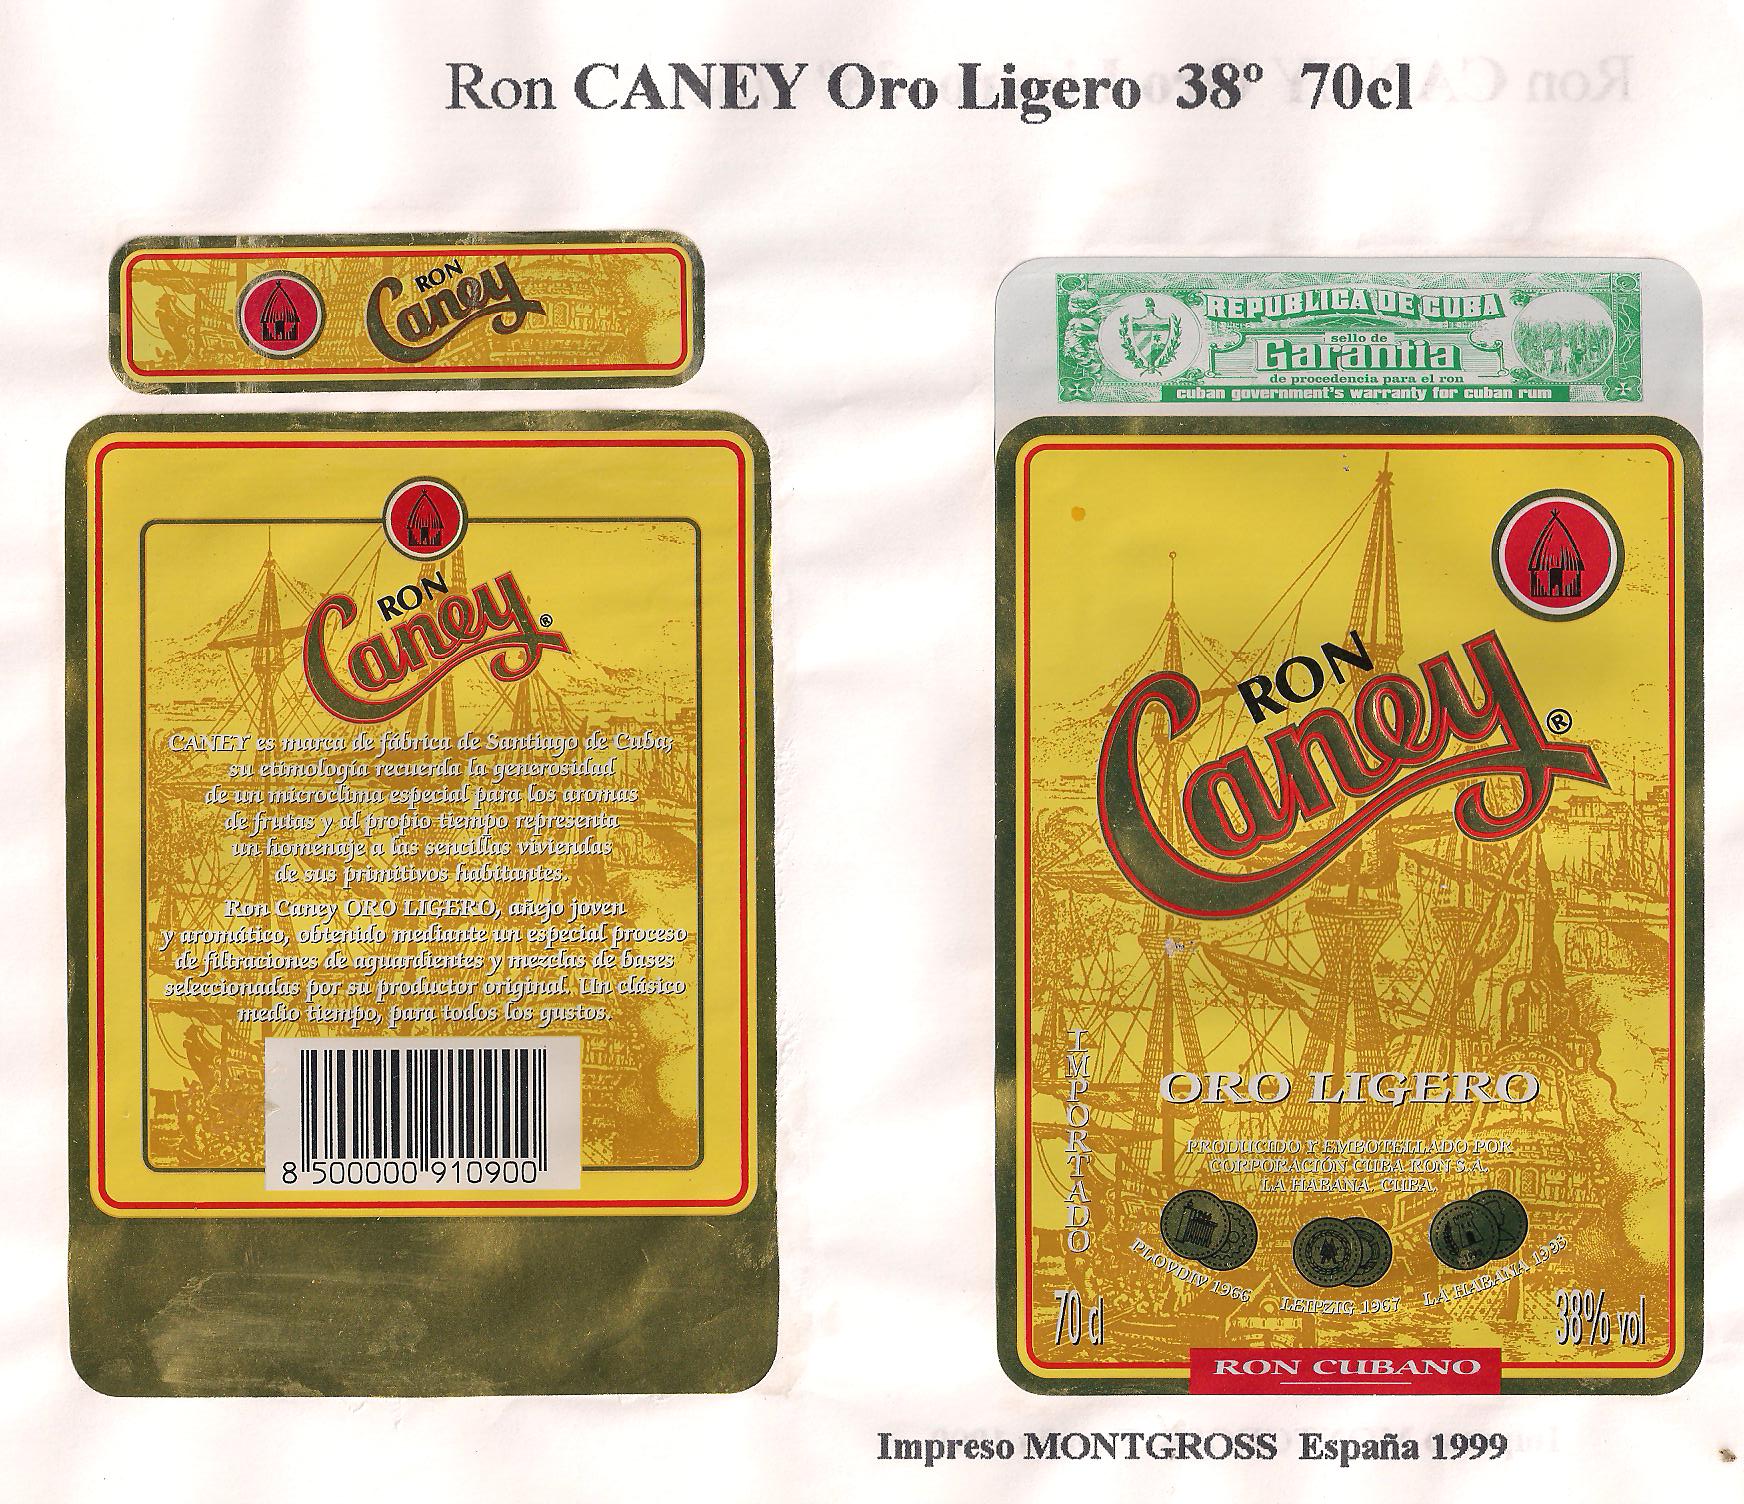 Ron CANEY Oro Ligero 38º 70cl
RON
Caney
REPUBLICA DE CUBA
sello de
Garantia
de procedencia para el ron
cuban government's warranty for cuban rum
RON
Caney®
CANEY es marca de fábrica de Santiago de Cuba;
su etimología recuerda la generosidad
de un microclima especial para los aromas
de frutas y al propio tiempo representa
un homenaje a las sencillas viviendas
de sus primitivos habitantes.
Ron Caney ORO LIGERO, añejo joven
y aromático, obtenido mediante un especial proceso
de filtraciones de aguardientes y mezclas de bases
seleccionadas por su productor original. Un clásico
medio tiempo, para todos los gustos.
8 500000 910900
RON
Caney®
IMPORTADO
ORO LIGERO
PRODUCIDO Y EMBOTELLADO POR
CORPORACIÓN CUBA RON S.A.
LA HABANA, CUBA.
PLOVDIV 1966
LEIPZIG 1967
LA HABANA 1993
70 cl
38% vol
RON CUBANO
Impreso MONTGROSS España 1999